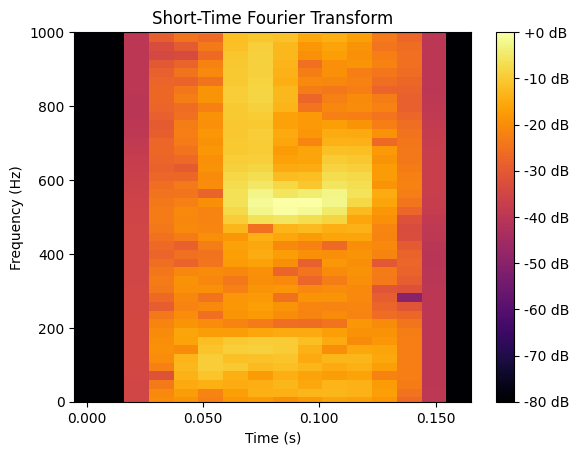 Short-Time Fourier Transform
1000
800
600
400
200
0
Frequency (Hz)
0.000
0.050
0.100
0.150
Time (s)
+0 dB
-10 dB
-20 dB
-30 dB
-40 dB
-50 dB
-60 dB
-70 dB
-80 dB